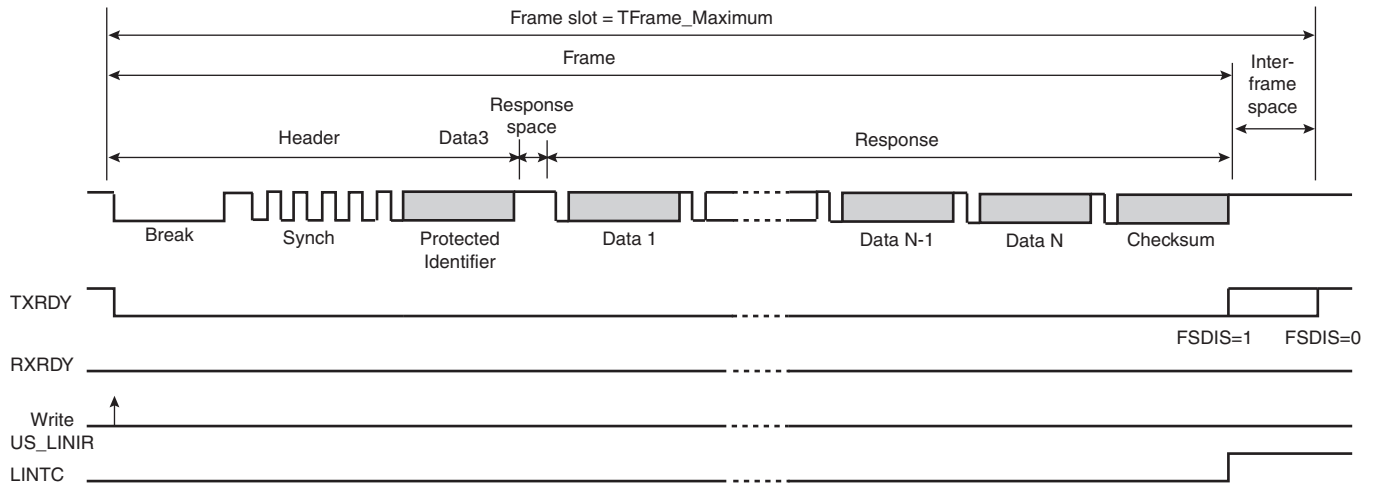 Frame slot = TFrame_Maximum
Frame
Inter-
frame
space
Response
space
Header
Data3
Response
Break
Synch
Protected
Identifier
Data 1
Data N-1
Data N
Checksum
TXRDY
FSDIS=1
FSDIS=0
RXRDY
Write
US_LINIR
LINTC